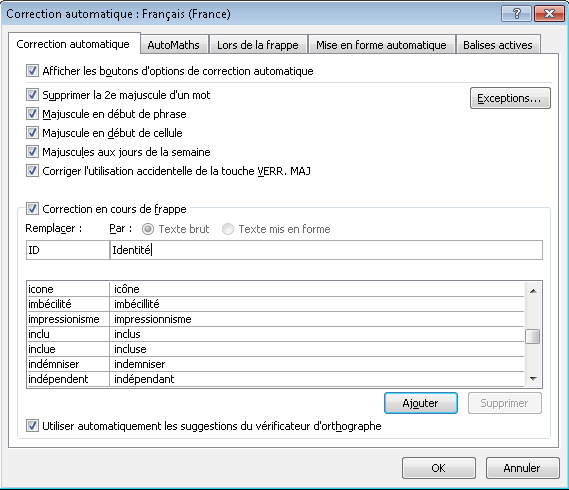 Correction automatique : Français (France)
Correction automatique AutoMaths Lors de la frappe Mise en forme automatique Balises actives
Afficher les boutons d'options de correction automatique
Supprimer la 2e majuscule d'un mot
Exceptions...
Majuscule en début de phrase
Majuscule en début de cellule
Majuscules aux jours de la semaine
Corriger l'utilisation accidentelle de la touche VERR. MAJ
Correction en cours de frappe
Remplacer : Par : Texte brut Texte mis en forme
ID Identité
icone icône
imbécilité imbécillité
impressionisme impressionnisme
inclu inclus
inclue incluse
indémniser indemniser
indépendent indépendant
Ajouter Supprimer
Utiliser automatiquement les suggestions du vérificateur d'orthographe
OK Annuler